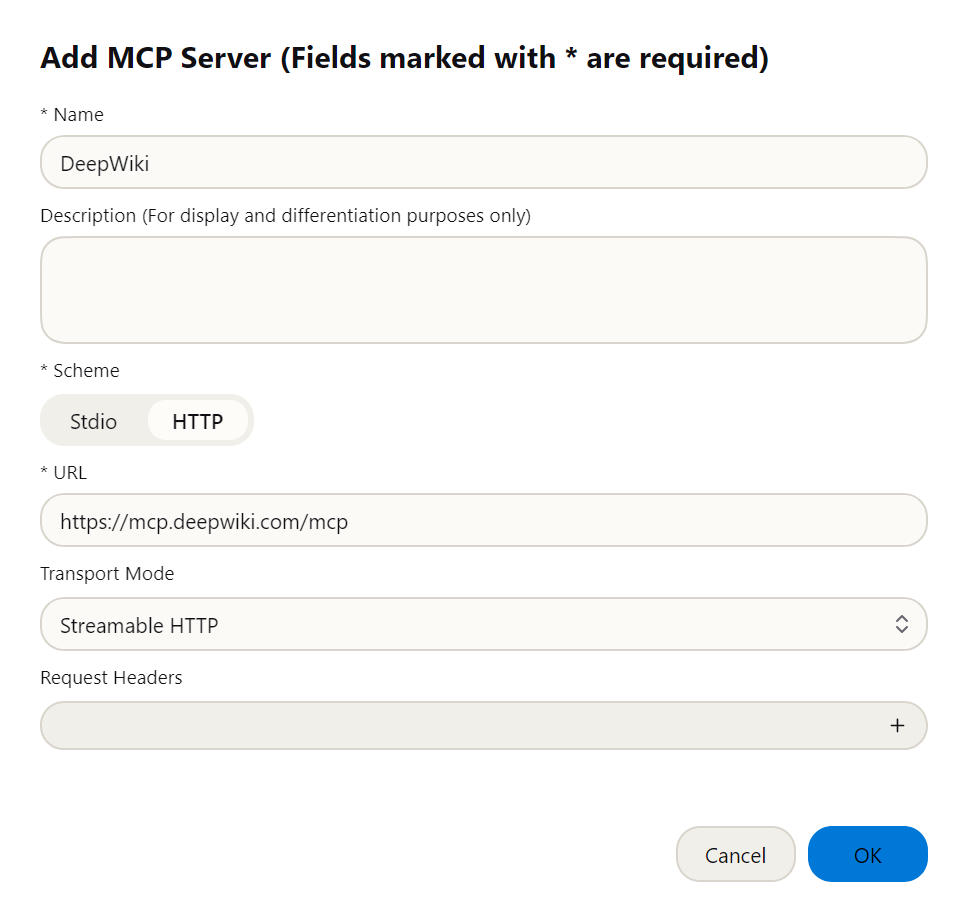 Add MCP Server (Fields marked with * are required)
* Name
DeepWiki
Description (For display and differentiation purposes only)
* Scheme
Stdio HTTP
* URL
https://mcp.deepwiki.com/mcp
Transport Mode
Streamable HTTP
Request Headers
+
Cancel OK